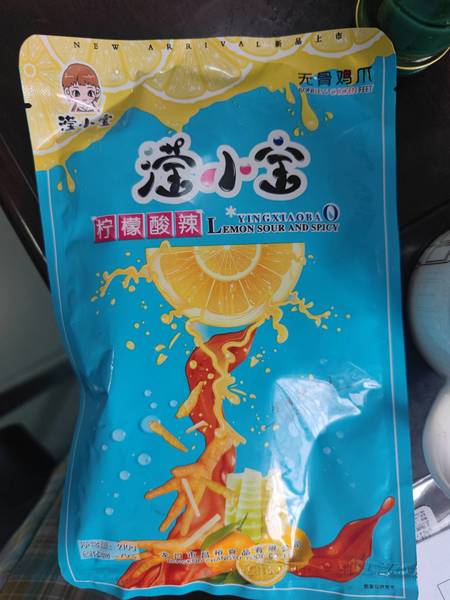 NEW ARRIVAL 新品上市
无骨鸡爪
BONELESS CHICKEN FEET
滢小宝
滢小宝
YINGXIAOBAO
柠檬酸辣
LEMON SOUR AND SPICY